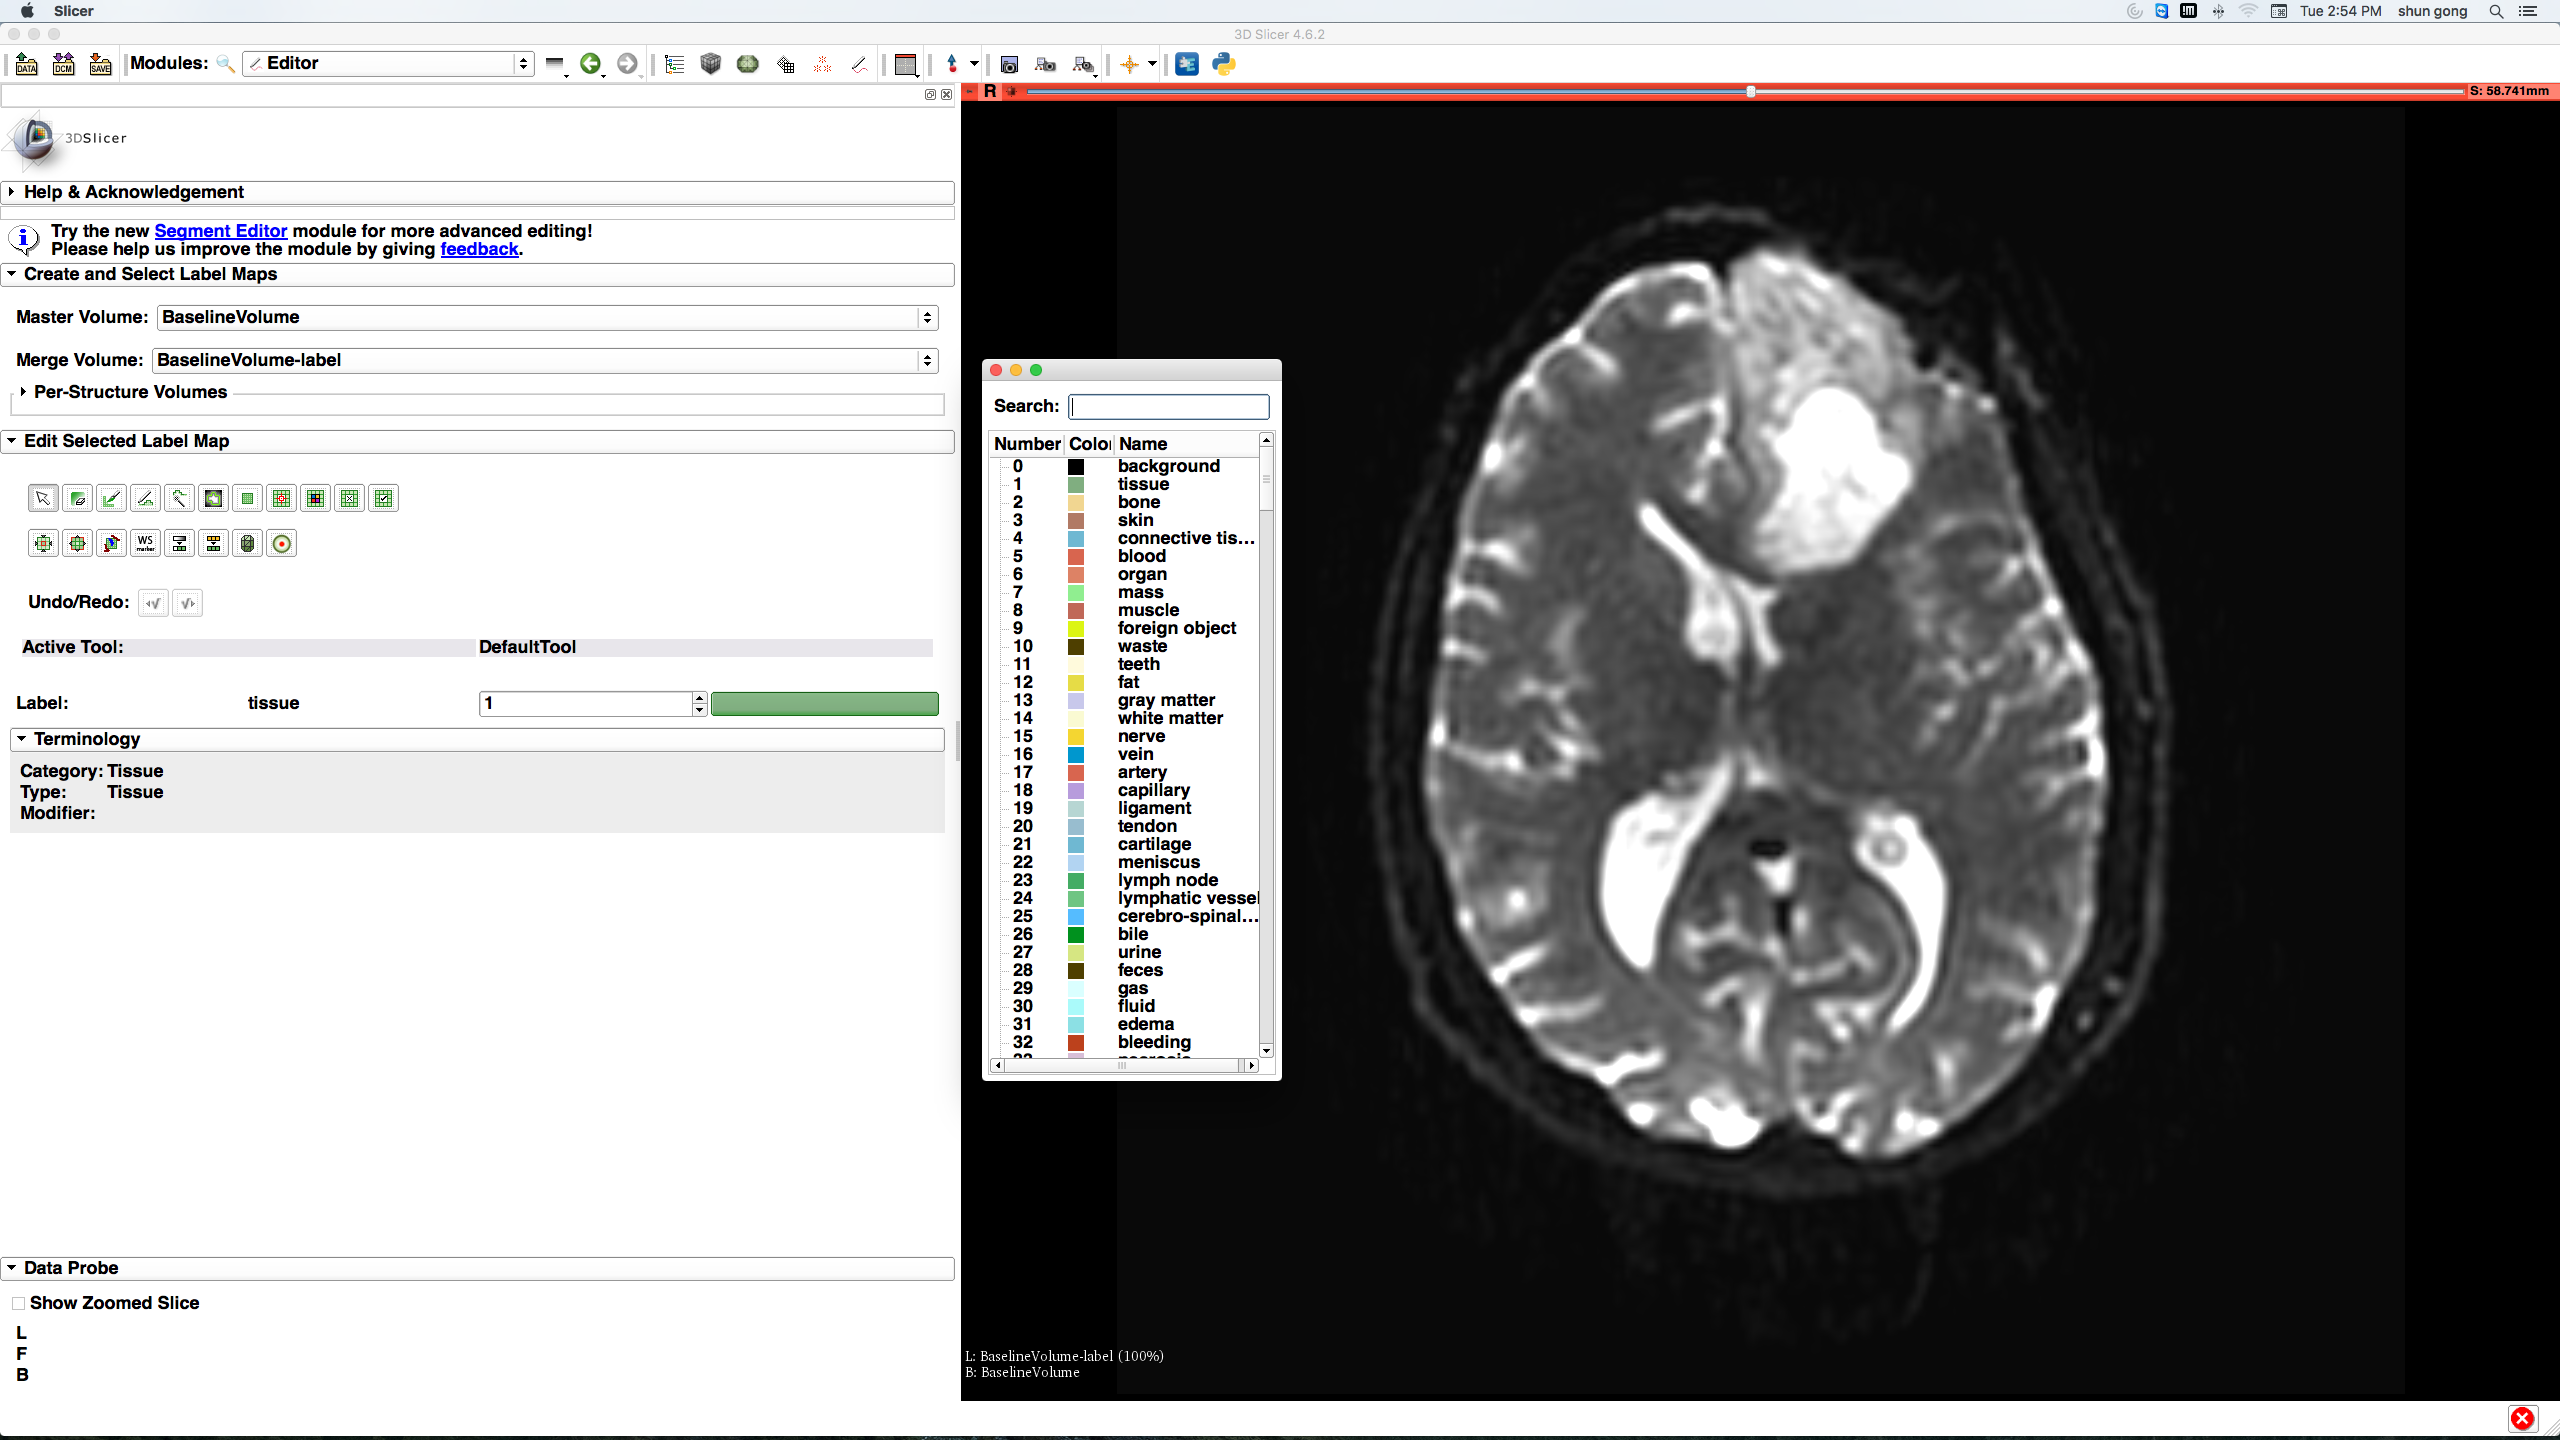 Slicer
Tue 2:54 PM shun gong
3D Slicer 4.6.2
DATA DCM SAVE Modules: Editor
R S: 58.741mm
3DSlicer
Help & Acknowledgement
Try the new Segment Editor module for more advanced editing!
Please help us improve the module by giving feedback.
Create and Select Label Maps
Master Volume: BaselineVolume
Merge Volume: BaselineVolume-label
Per-Structure Volumes
Edit Selected Label Map
WS marker
Undo/Redo:
Active Tool: DefaultTool
Label: tissue 1
Terminology
Category: Tissue
Type: Tissue
Modifier:
Data Probe
Show Zoomed Slice
L
F
B
Search:
Number Color Name
0 background
1 tissue
2 bone
3 skin
4 connective tis...
5 blood
6 organ
7 mass
8 muscle
9 foreign object
10 waste
11 teeth
12 fat
13 gray matter
14 white matter
15 nerve
16 vein
17 artery
18 capillary
19 ligament
20 tendon
21 cartilage
22 meniscus
23 lymph node
24 lymphatic vessel
25 cerebro-spinal...
26 bile
27 urine
28 feces
29 gas
30 fluid
31 edema
32 bleeding
L: BaselineVolume-label (100%)
B: BaselineVolume